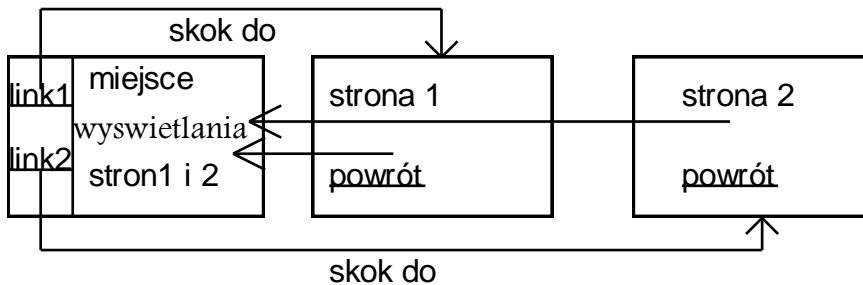 skok do
link1
link2
miejsce
wyswietlania
stron1 i 2
strona 1
powrót
strona 2
powrót
skok do